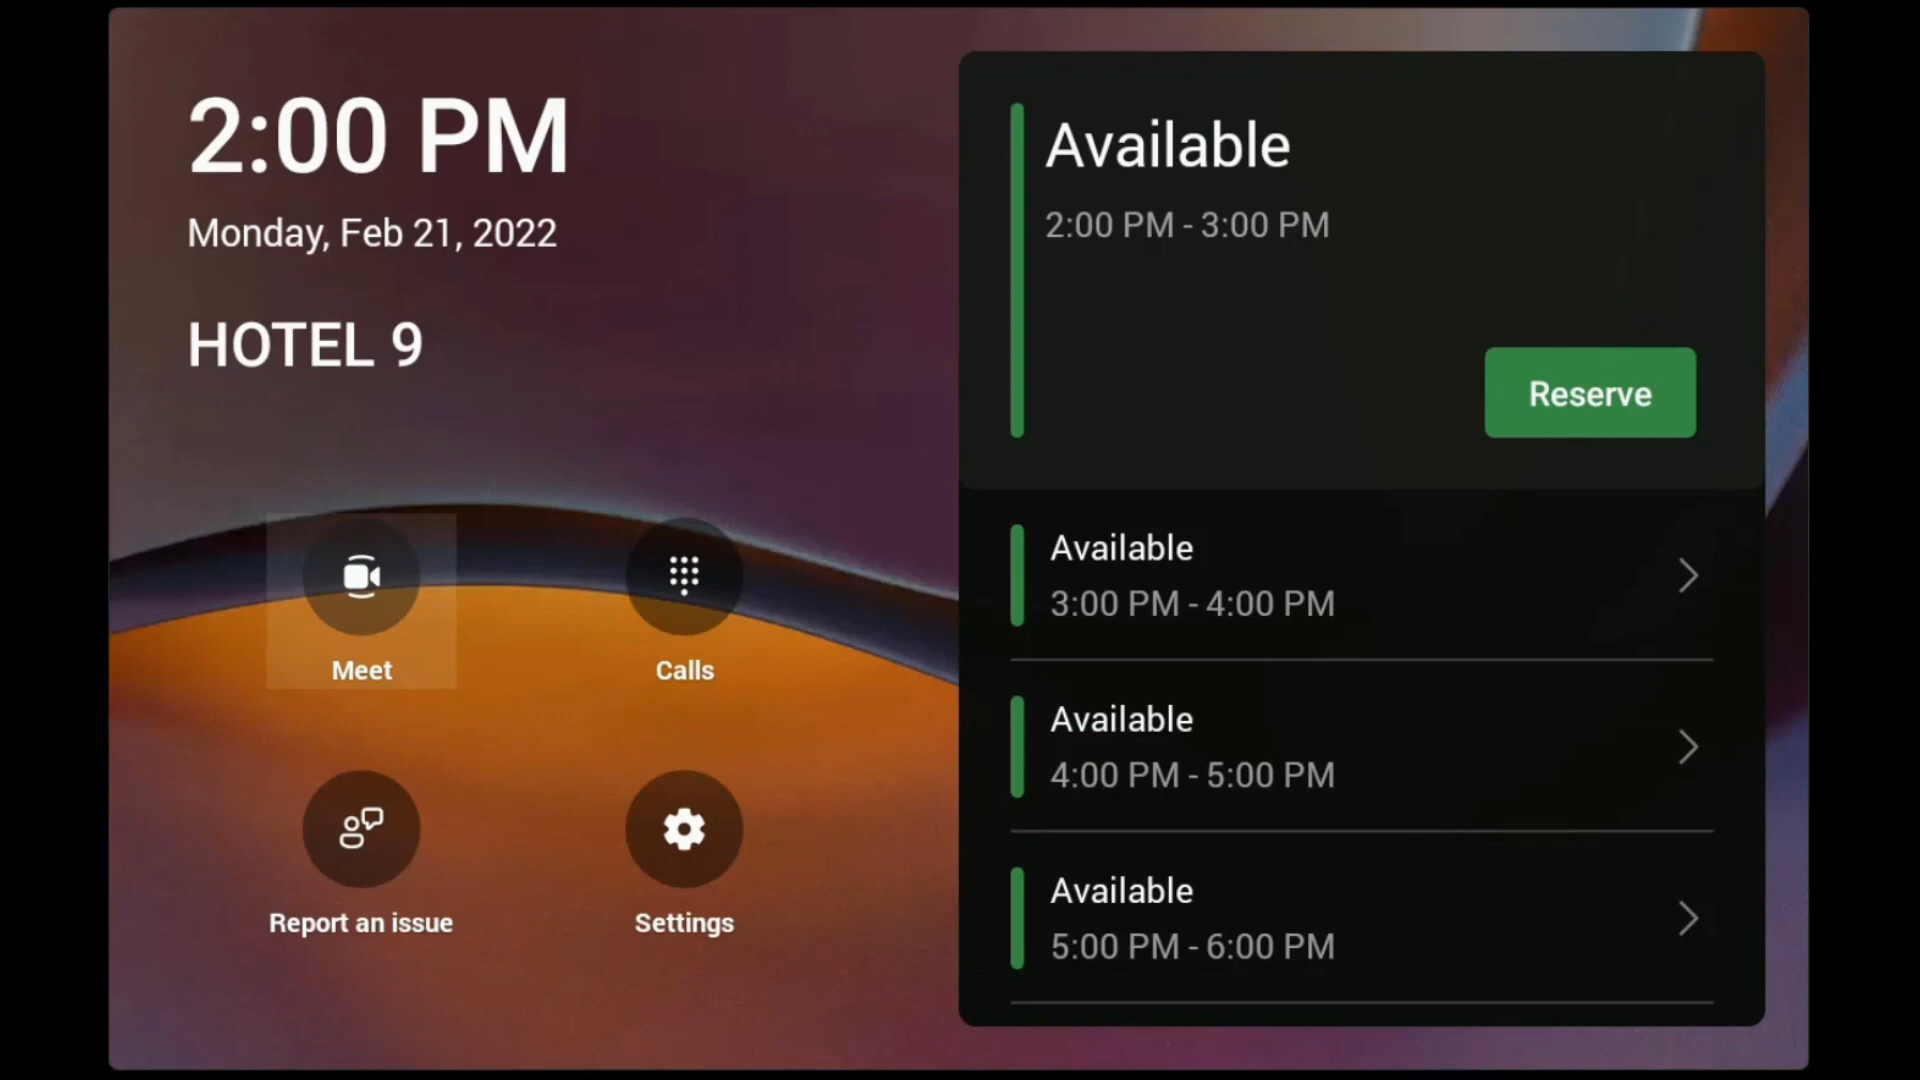 2:00 PM
Monday, Feb 21, 2022
HOTEL 9
Meet
Calls
Report an issue
Settings
Available
2:00 PM - 3:00 PM
Reserve
Available
3:00 PM - 4:00 PM
Available
4:00 PM - 5:00 PM
Available
5:00 PM - 6:00 PM